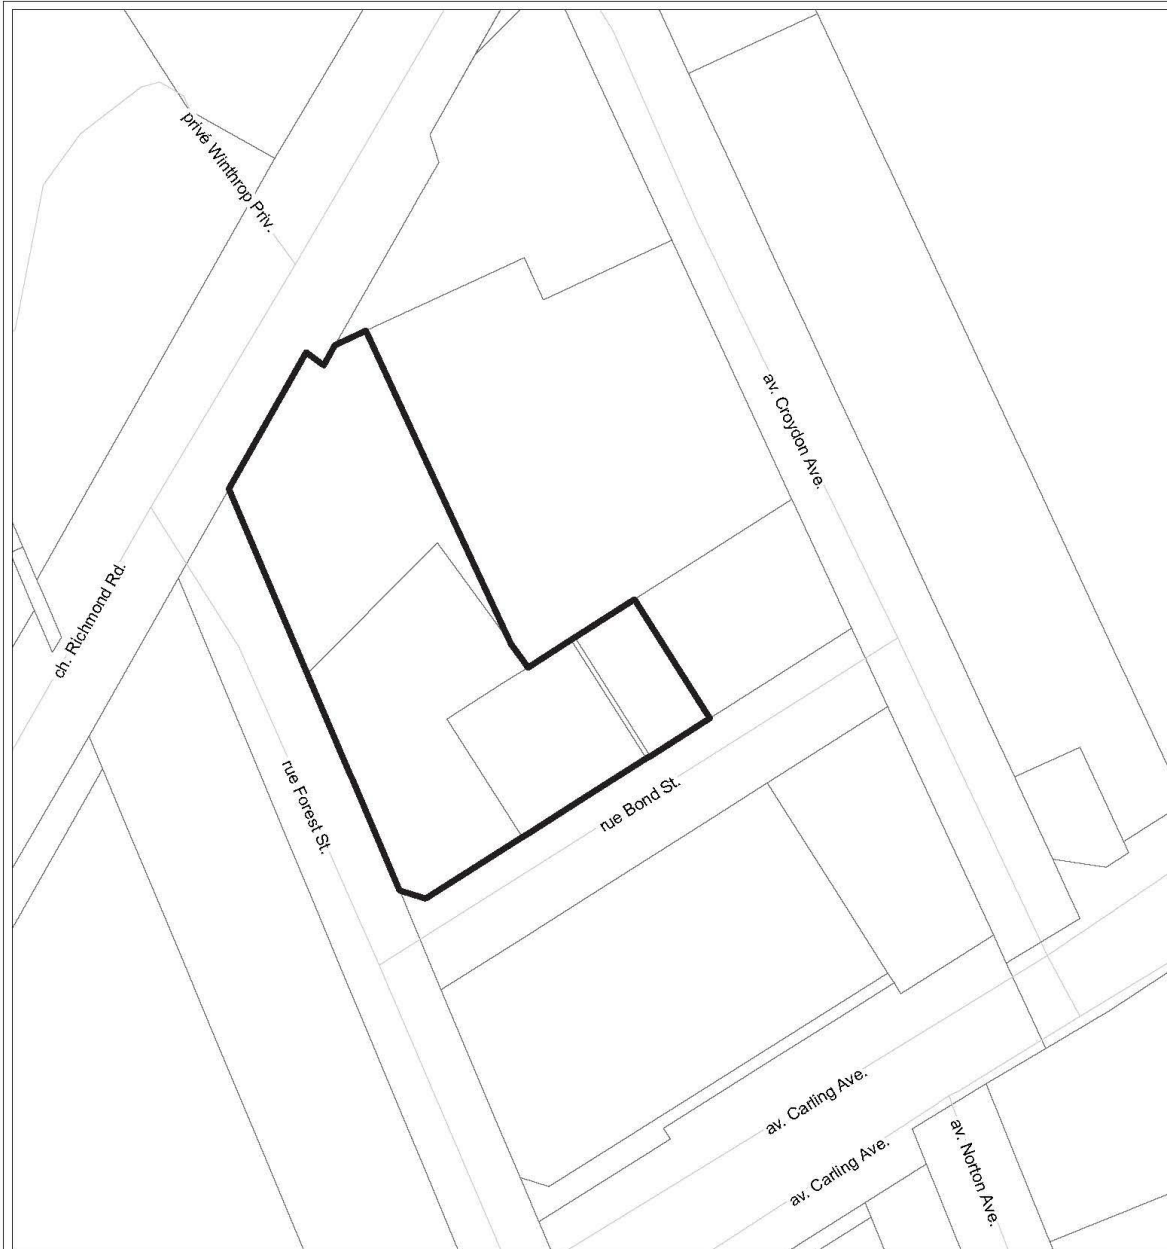 privé Winthrop Priv.
av. Croydon Ave.
ch. Richmond Rd.
rue Forest St.
rue Bond St.
av. Carling Ave.
av. Carling Ave.
av. Norton Ave.